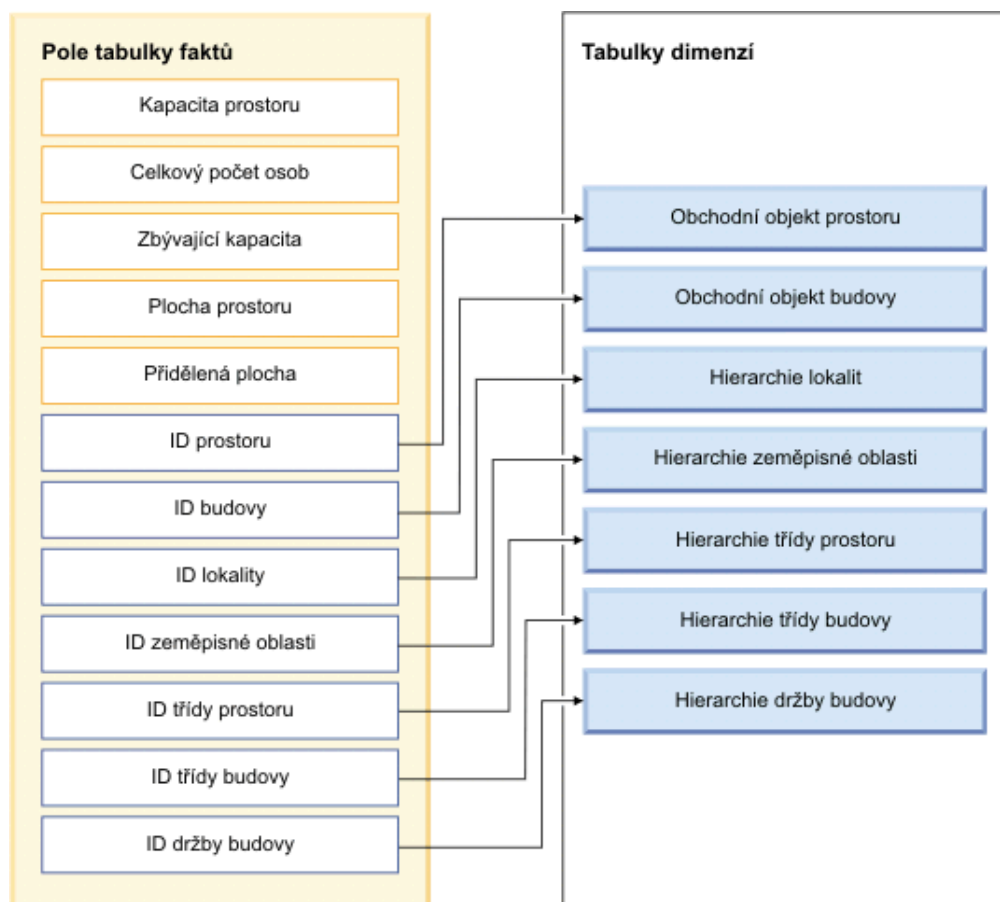 Pole tabulky faktů
Kapacita prostoru
Celkový počet osob
Zbývající kapacita
Plocha prostoru
Přidělená plocha
ID prostoru
ID budovy
ID lokality
ID zeměpisné oblasti
ID třídy prostoru
ID třídy budovy
ID držby budovy
Tabulky dimenzí
Obchodní objekt prostoru
Obchodní objekt budovy
Hierarchie lokalit
Hierarchie zeměpisné oblasti
Hierarchie třídy prostoru
Hierarchie třídy budovy
Hierarchie držby budovy